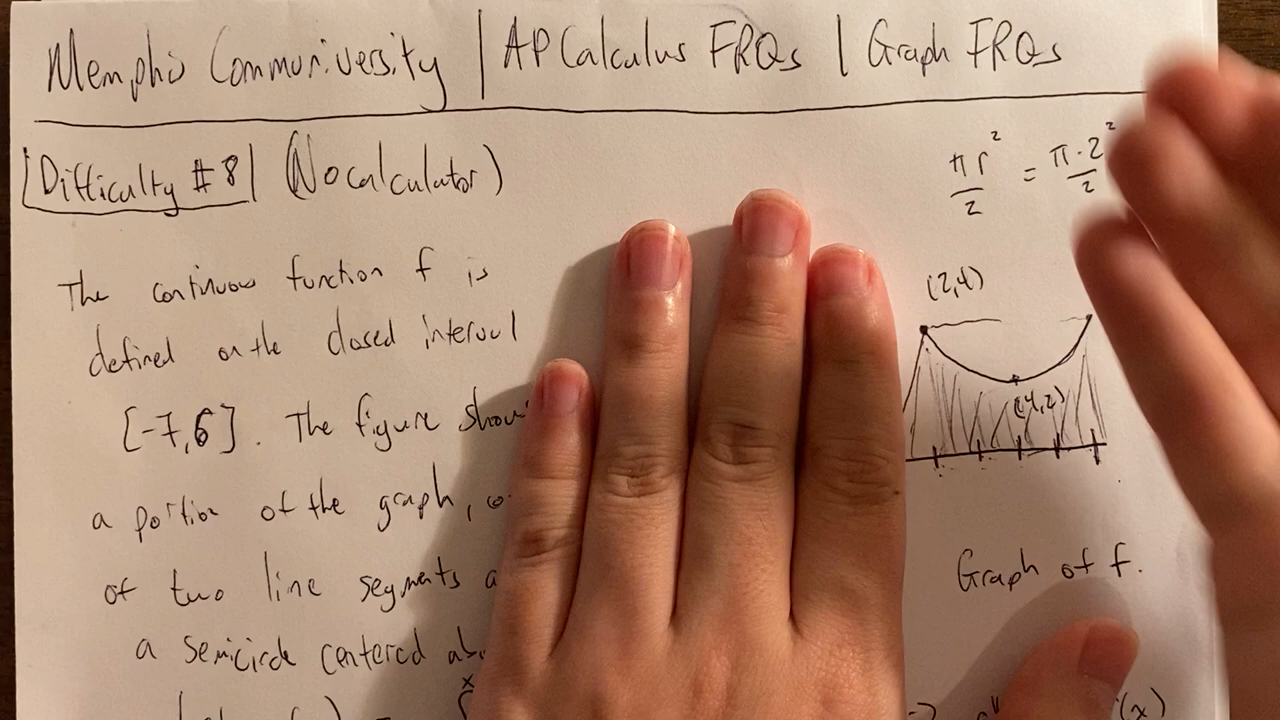 Memphis Communiversity | AP Calculus FRQs | Graph FRQs
Difficulty #8 (No calculator)
πr²/2 = π·2²/2
The continuous function f is
defined on the closed interval
[-7,6]. The figure
a portion of the graph,
of two line segments
a semicircle centered
(2,4)
(4,2)
Graph of f.